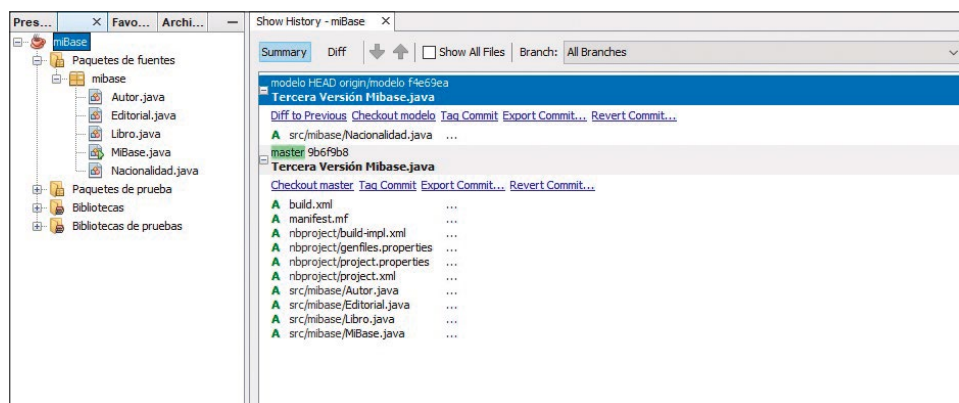 Pres... × Favo... Archi... –
miBase
Paquetes de fuentes
mibase
Autor.java
Editorial.java
Libro.java
MiBase.java
Nacionalidad.java
Paquetes de prueba
Bibliotecas
Bibliotecas de pruebas
Show History - miBase ×
Summary Diff Show All Files Branch: All Branches
modelo HEAD origin/modelo f4e69ea
Tercera Versión Mibase.java
Diff to Previous Checkout modelo Tag Commit Export Commit... Revert Commit...
A src/mibase/Nacionalidad.java ...
master 9b6f9b8
Tercera Versión Mibase.java
Checkout master Tag Commit Export Commit... Revert Commit...
A build.xml ...
A manifest.mf ...
A nbproject/build-impl.xml ...
A nbproject/genfiles.properties ...
A nbproject/project.properties ...
A nbproject/project.xml ...
A src/mibase/Autor.java ...
A src/mibase/Editorial.java ...
A src/mibase/Libro.java ...
A src/mibase/MiBase.java ...